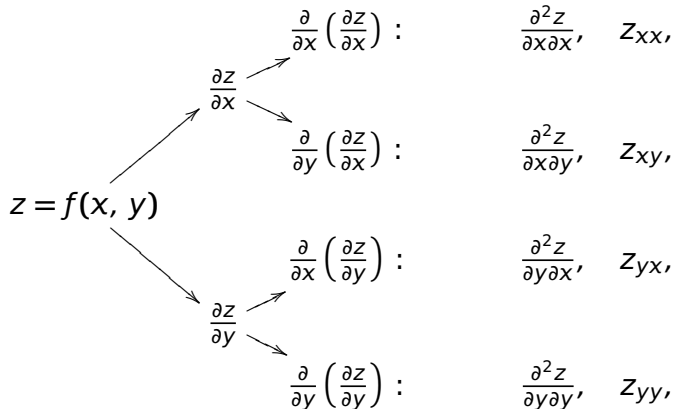 ∂/∂x (∂z/∂x) : ∂²z/∂x∂x, z_xx,
∂z/∂x
∂/∂y (∂z/∂x) : ∂²z/∂x∂y, z_xy,
z = f(x, y)
∂/∂x (∂z/∂y) : ∂²z/∂y∂x, z_yx,
∂z/∂y
∂/∂y (∂z/∂y) : ∂²z/∂y∂y, z_yy,